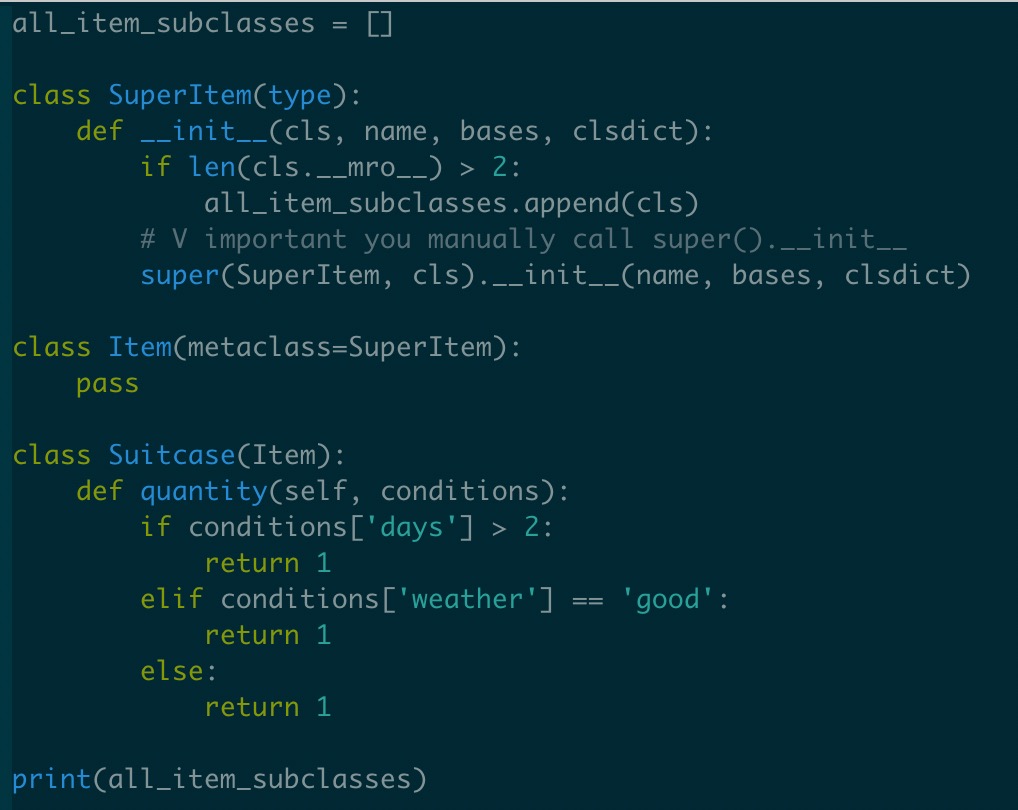 all_item_subclasses = []

class SuperItem(type):
    def __init__(cls, name, bases, clsdict):
        if len(cls.__mro__) > 2:
            all_item_subclasses.append(cls)
        # V important you manually call super().__init__
        super(SuperItem, cls).__init__(name, bases, clsdict)

class Item(metaclass=SuperItem):
    pass

class Suitcase(Item):
    def quantity(self, conditions):
        if conditions['days'] > 2:
            return 1
        elif conditions['weather'] == 'good':
            return 1
        else:
            return 1

print(all_item_subclasses)